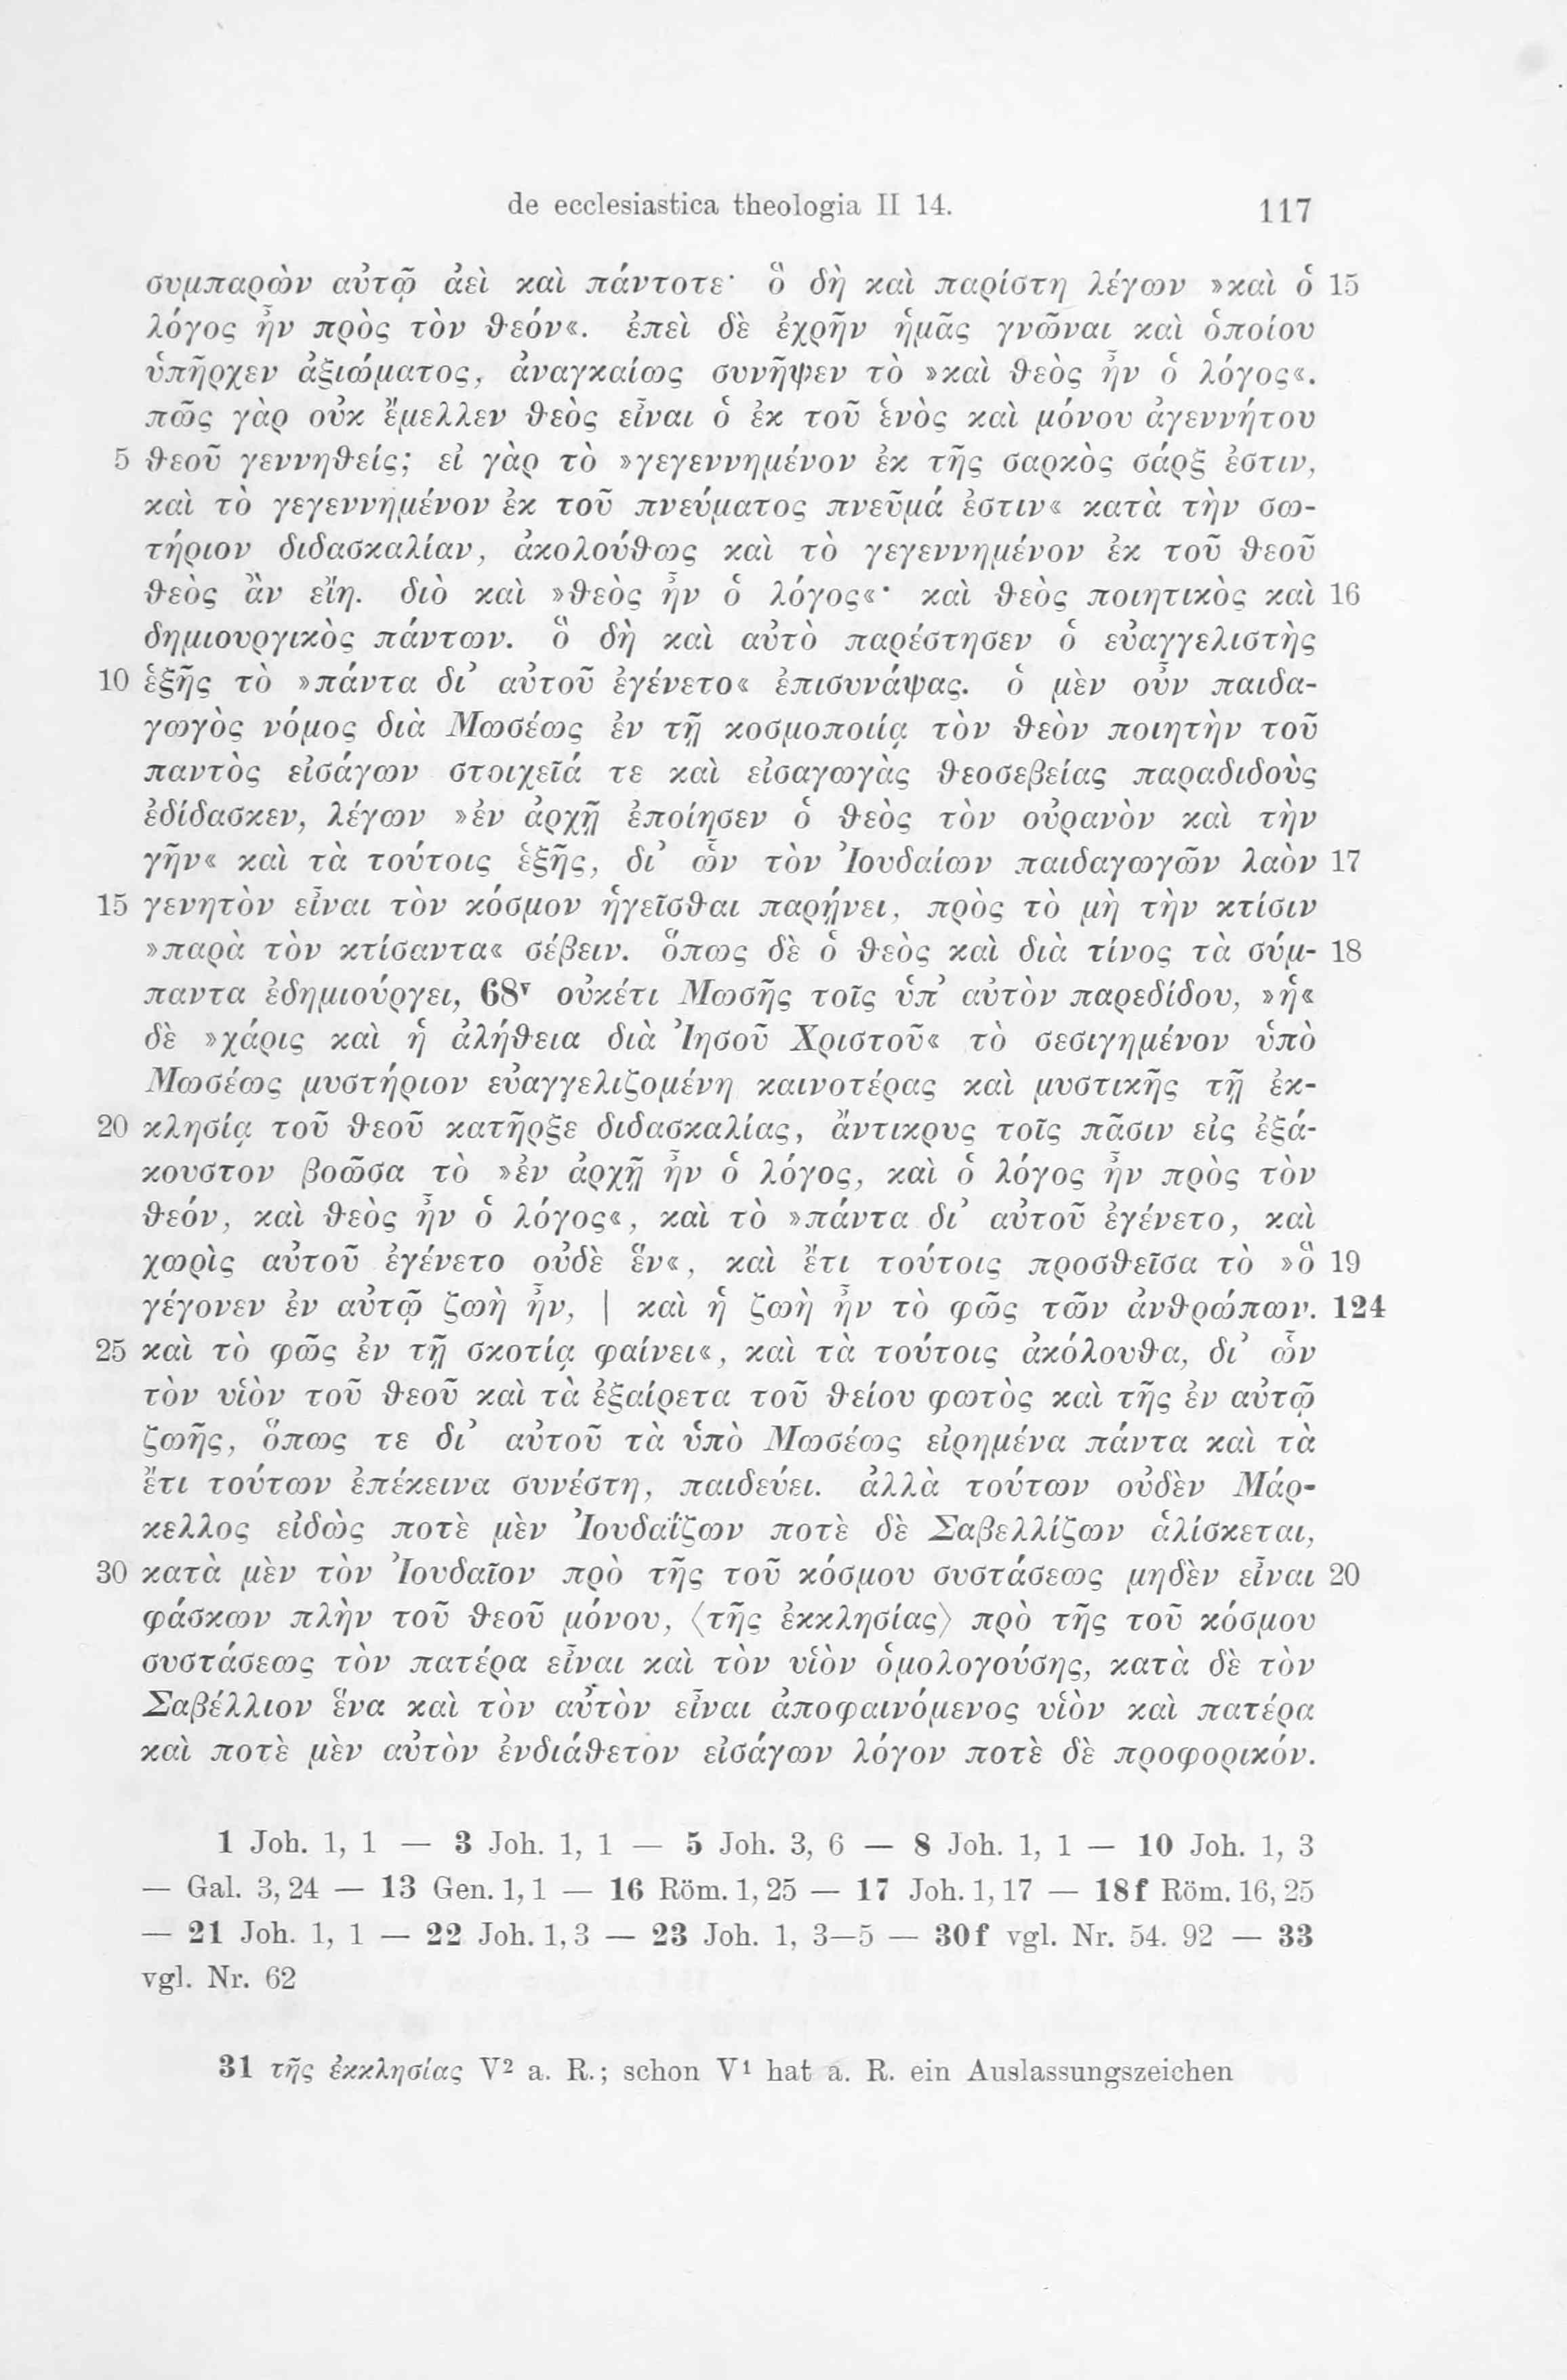 de ecclesiastica theologia II 14. 117
συμπαρὼν αὐτῷ ἀεὶ καὶ πάντοτε· ὃ δὴ καὶ παρίστη λέγων »καὶ ὁ 15
λόγος ἦν πρὸς τὸν θεόν«. ἐπεὶ δὲ ἐχρῆν ἡμᾶς γνῶναι καὶ ὁποίου
ὑπῆρχεν ἀξιώματος, ἀναγκαίως συνῆψεν τὸ »καὶ θεὸς ἦν ὁ λόγος«.
πῶς γὰρ οὐκ ἔμελλεν θεὸς εἶναι ὁ ἐκ τοῦ ἑνὸς καὶ μόνου ἀγεννήτου
5 θεοῦ γεννηθείς; εἰ γὰρ τὸ »γεγεννημένον ἐκ τῆς σαρκὸς σάρξ ἐστιν,
καὶ τὸ γεγεννημένον ἐκ τοῦ πνεύματος πνεῦμά ἐστιν« κατὰ τὴν σω-
τήριον διδασκαλίαν, ἀκολούθως καὶ τὸ γεγεννημένον ἐκ τοῦ θεοῦ
θεὸς ἂν εἴη. διὸ καὶ »θεὸς ἦν ὁ λόγος«· καὶ θεὸς ποιητικὸς καὶ 16
δημιουργικὸς πάντων. ὃ δὴ καὶ αὐτὸ παρέστησεν ὁ εὐαγγελιστὴς
10 ἑξῆς τὸ »πάντα δι’ αὐτοῦ ἐγένετο« ἐπισυνάψας. ὁ μὲν οὖν παιδα-
γωγὸς νόμος διὰ Μωσέως ἐν τῇ κοσμοποιίᾳ τὸν θεὸν ποιητὴν τοῦ
παντὸς εἰσάγων στοιχεῖά τε καὶ εἰσαγωγὰς θεοσεβείας παραδιδοὺς
ἐδίδασκεν, λέγων »ἐν ἀρχῇ ἐποίησεν ὁ θεὸς τὸν οὐρανὸν καὶ τὴν
γῆν« καὶ τὰ τούτοις ἑξῆς, δι’ ὧν τὸν Ἰουδαίων παιδαγωγῶν λαὸν 17
15 γενητὸν εἶναι τὸν κόσμον ἡγεῖσθαι παρῄνει, πρὸς τὸ μὴ τὴν κτίσιν
»παρὰ τὸν κτίσαντα« σέβειν. ὅπως δὲ ὁ θεὸς καὶ διὰ τίνος τὰ σύμ- 18
παντα ἐδημιούργει, 68ᵛ οὐκέτι Μωσῆς τοῖς ὑπ’ αὐτὸν παρεδίδου, »ἡ«
δὲ »χάρις καὶ ἡ ἀλήθεια διὰ Ἰησοῦ Χριστοῦ« τὸ σεσιγημένον ὑπὸ
Μωσέως μυστήριον εὐαγγελιζομένη καινοτέρας καὶ μυστικῆς τῇ ἐκ-
20 κλησίᾳ τοῦ θεοῦ κατῆρξε διδασκαλίας, ἄντικρυς τοῖς πᾶσιν εἰς ἐξά-
κουστον βοῶσα τὸ »ἐν ἀρχῇ ἦν ὁ λόγος, καὶ ὁ λόγος ἦν πρὸς τὸν
θεόν, καὶ θεὸς ἦν ὁ λόγος«, καὶ τὸ »πάντα δι’ αὐτοῦ ἐγένετο, καὶ
χωρὶς αὐτοῦ ἐγένετο οὐδὲ ἕν«, καὶ ἔτι τούτοις προσθεῖσα τὸ »ὃ 19
γέγονεν ἐν αὐτῷ ζωὴ ἦν, | καὶ ἡ ζωὴ ἦν τὸ φῶς τῶν ἀνθρώπων. 124
25 καὶ τὸ φῶς ἐν τῇ σκοτίᾳ φαίνει«, καὶ τὰ τούτοις ἀκόλουθα, δι’ ὧν
τὸν υἱὸν τοῦ θεοῦ καὶ τὰ ἐξαίρετα τοῦ θείου φωτὸς καὶ τῆς ἐν αὐτῷ
ζωῆς, ὅπως τε δι’ αὐτοῦ τὰ ὑπὸ Μωσέως εἰρημένα πάντα καὶ τὰ
ἔτι τούτων ἐπέκεινα συνέστη, παιδεύει. ἀλλὰ τούτων οὐδὲν Μάρ-
κελλος εἰδὼς ποτὲ μὲν Ἰουδαΐζων ποτὲ δὲ Σαβελλίζων ἁλίσκεται,
30 κατὰ μὲν τὸν Ἰουδαῖον πρὸ τῆς τοῦ κόσμου συστάσεως μηδὲν εἶναι 20
φάσκων πλὴν τοῦ θεοῦ μόνου, ⟨τῆς ἐκκλησίας⟩ πρὸ τῆς τοῦ κόσμου
συστάσεως τὸν πατέρα εἶναι καὶ τὸν υἱὸν ὁμολογούσης, κατὰ δὲ τὸν
Σαβέλλιον ἕνα καὶ τὸν αὐτὸν εἶναι ἀποφαινόμενος υἱὸν καὶ πατέρα
καὶ ποτὲ μὲν αὐτὸν ἐνδιάθετον εἰσάγων λόγον ποτὲ δὲ προφορικόν.
1 Joh. 1, 1 — 3 Joh. 1, 1 — 5 Joh. 3, 6 — 8 Joh. 1, 1 — 10 Joh. 1, 3
— Gal. 3, 24 — 13 Gen. 1, 1 — 16 Röm. 1, 25 — 17 Joh. 1, 17 — 18f Röm. 16, 25
— 21 Joh. 1, 1 — 22 Joh. 1, 3 — 23 Joh. 1, 3—5 — 30f vgl. Nr. 54. 92 — 33
vgl. Nr. 62
31 τῆς ἐκκλησίας V² a. R.; schon V¹ hat a. R. ein Auslassungszeichen